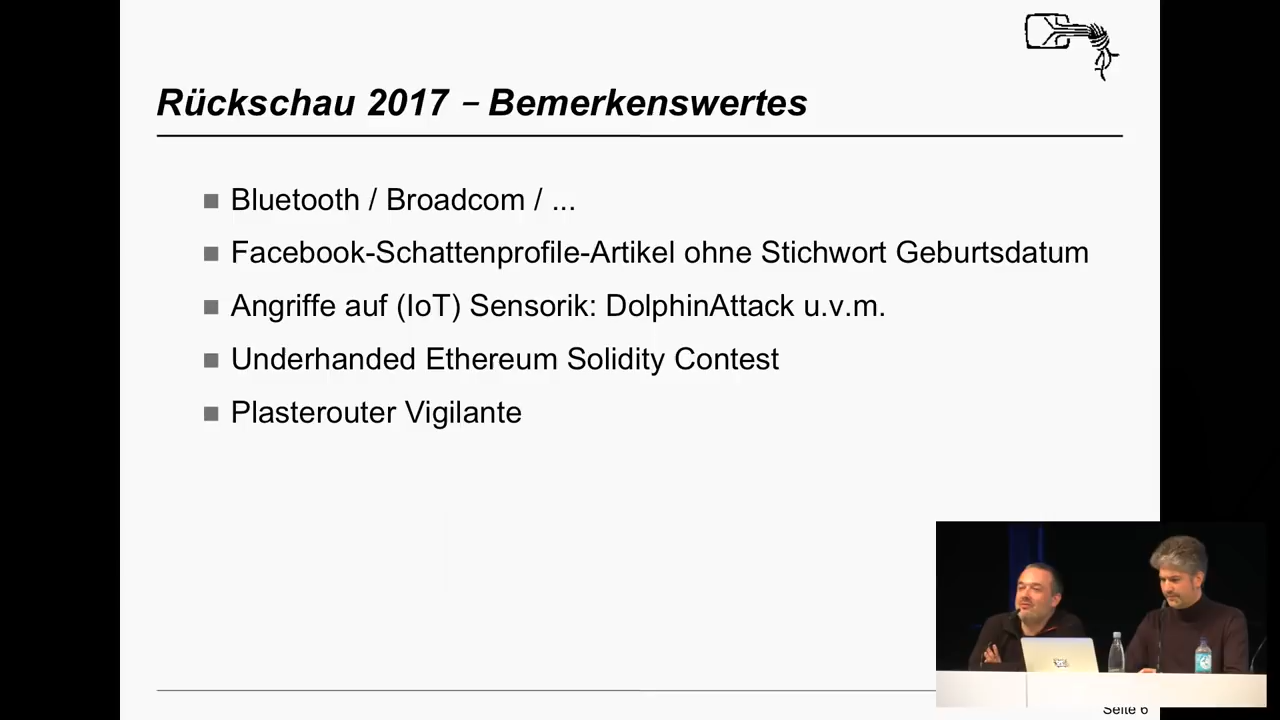 Rückschau 2017 – Bemerkenswertes
Bluetooth / Broadcom / ...
Facebook-Schattenprofile-Artikel ohne Stichwort Geburtsdatum
Angriffe auf (IoT) Sensorik: DolphinAttack u.v.m.
Underhanded Ethereum Solidity Contest
Plasterouter Vigilante
Seite 6